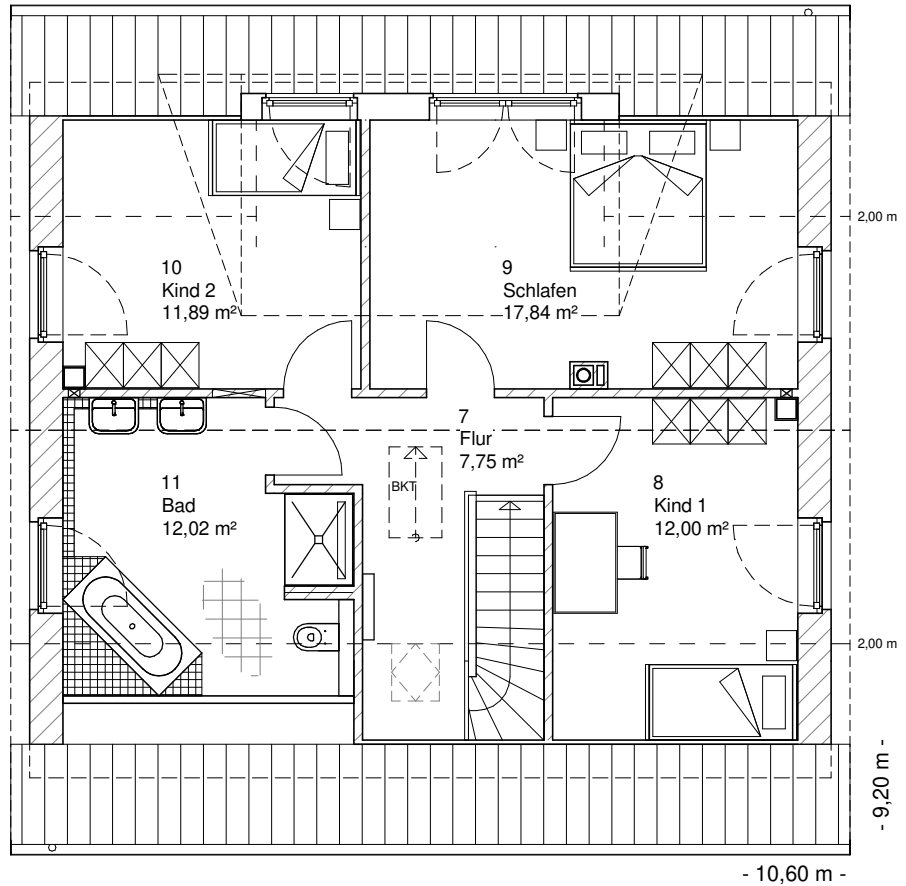 2,00 m
10
Kind 2
11,89 m²
9
Schlafen
17,84 m²
7
Flur
7,75 m²
BKT
11
Bad
12,02 m²
8
Kind 1
12,00 m²
2,00 m
- 9,20 m -
- 10,60 m -